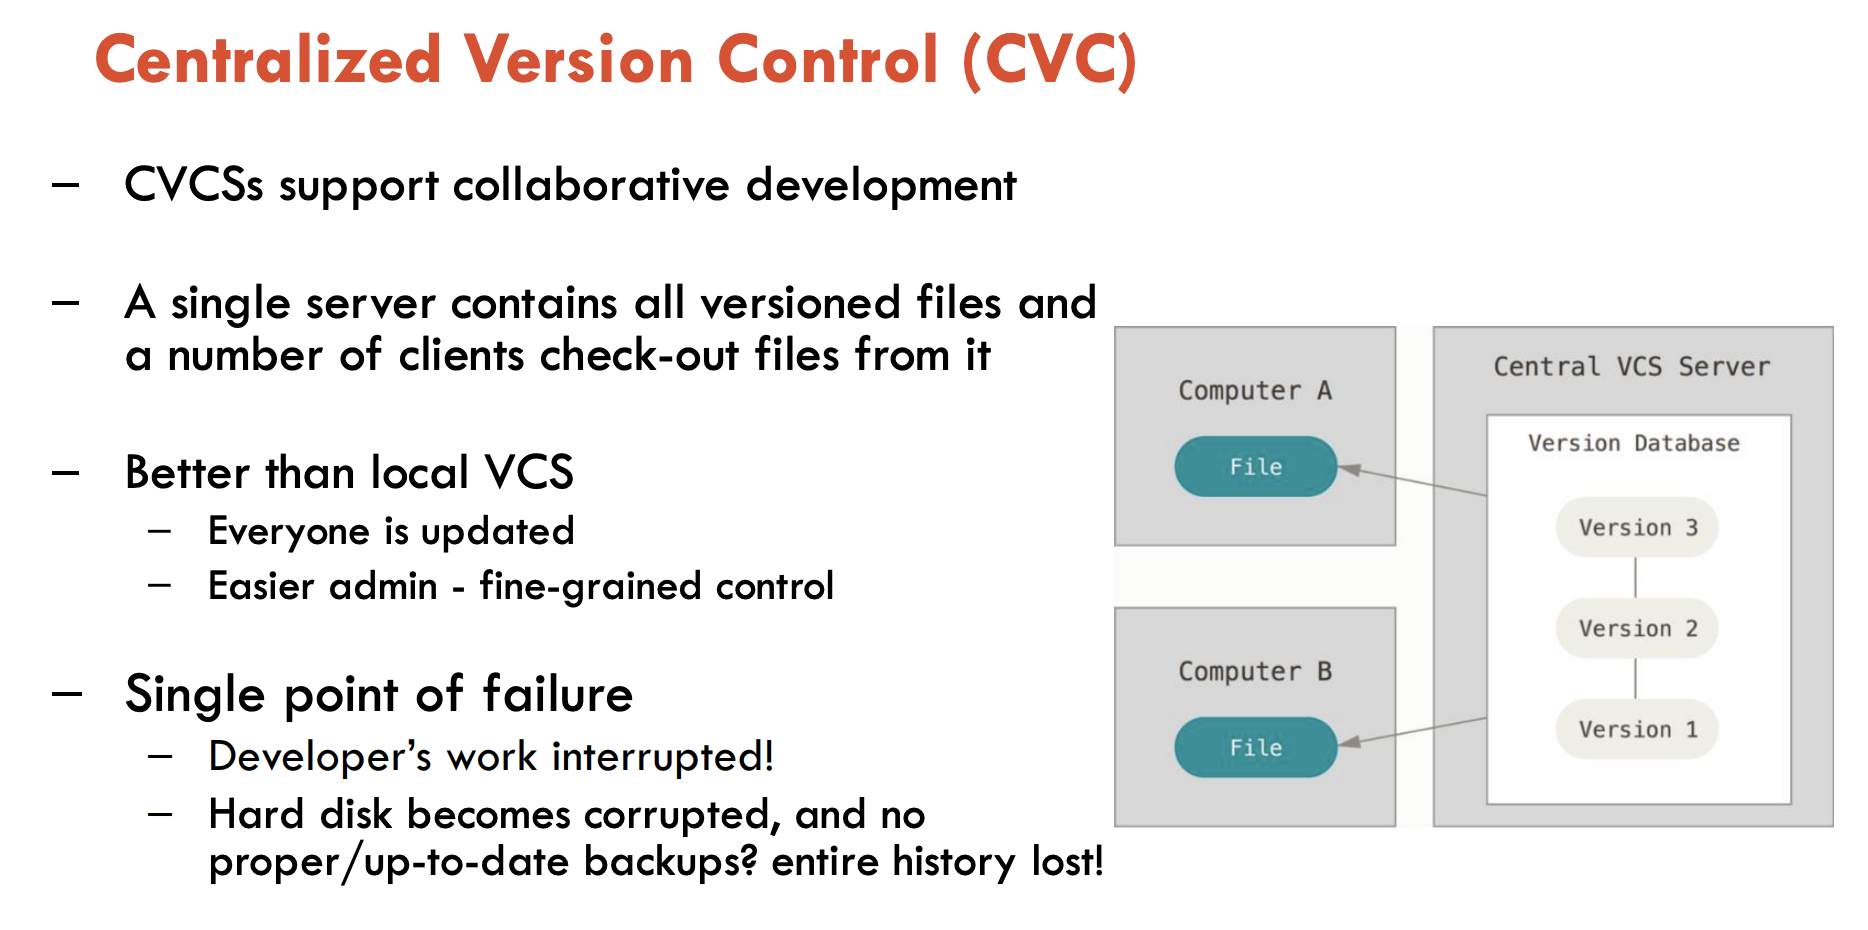 Centralized Version Control (CVC)
– CVCSs support collaborative development
– A single server contains all versioned files and
a number of clients check-out files from it
– Better than local VCS
– Everyone is updated
– Easier admin - fine-grained control
– Single point of failure
– Developer’s work interrupted!
– Hard disk becomes corrupted, and no
proper/up-to-date backups? entire history lost!
Computer A
File
Computer B
File
Central VCS Server
Version Database
Version 3
Version 2
Version 1